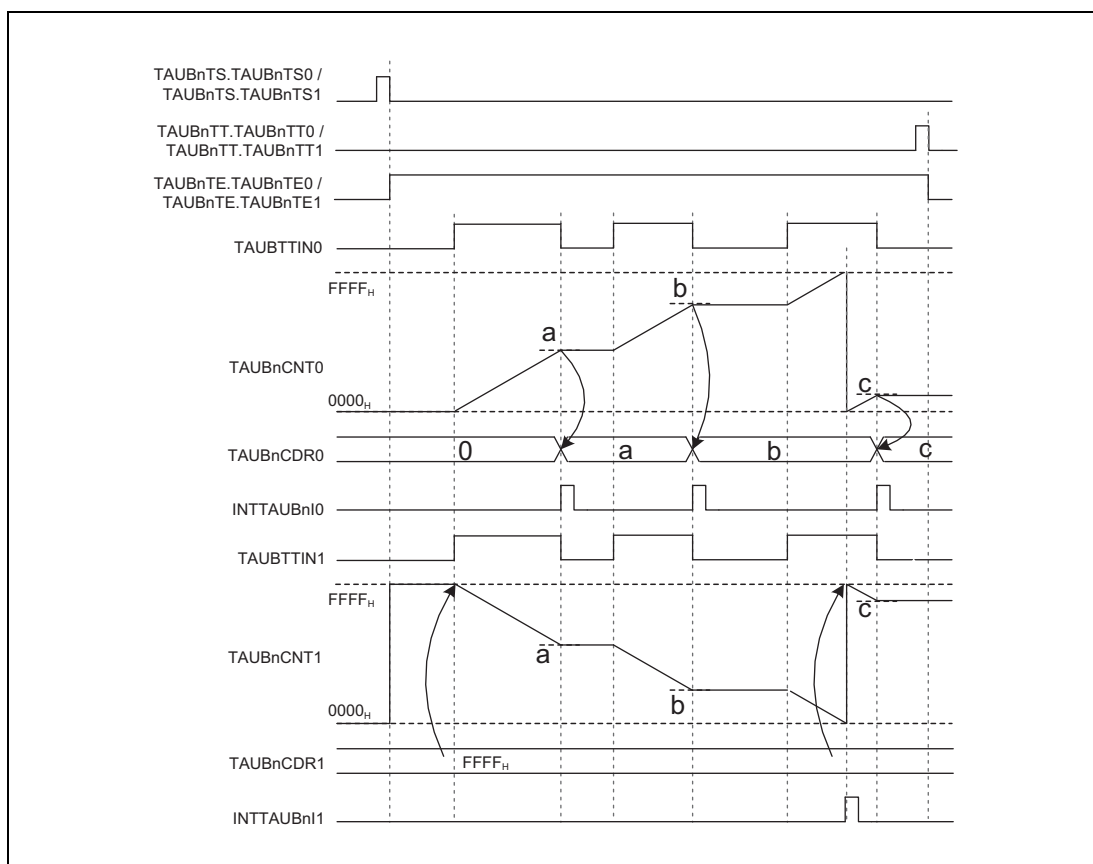 TAUBnTS.TAUBnTS0 /
TAUBnTS.TAUBnTS1
TAUBnTT.TAUBnTT0 /
TAUBnTT.TAUBnTT1
TAUBnTE.TAUBnTE0 /
TAUBnTE.TAUBnTE1
TAUBTTIN0
FFFFH
b
a
TAUBnCNT0
c
0000H
TAUBnCDR0
0
a
b
c
INTTAUBnI0
TAUBTTIN1
FFFFH
c
TAUBnCNT1
a
b
0000H
TAUBnCDR1
FFFFH
INTTAUBnI1